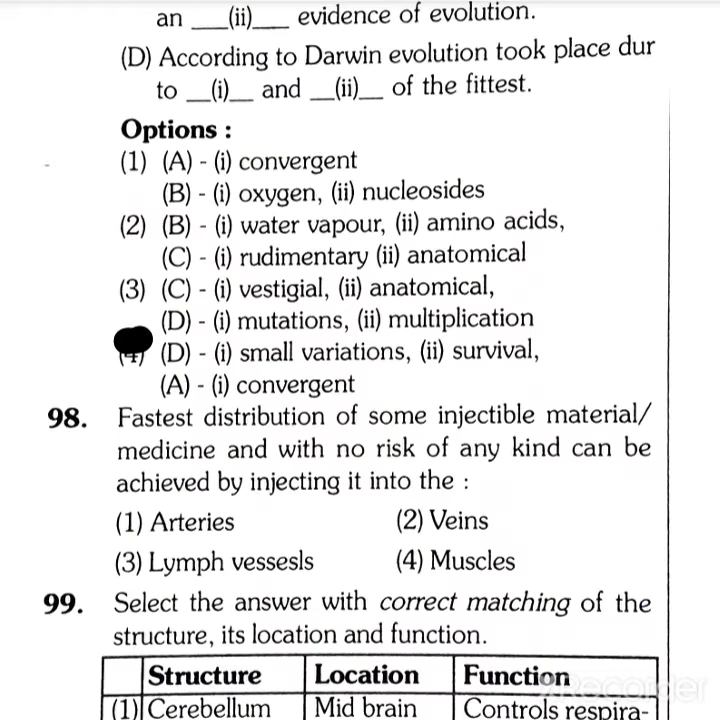 an ___(ii)___ evidence of evolution.
(D) According to Darwin evolution took place dur
to __(i)__ and __(ii)__ of the fittest.
Options :
(1) (A) - (i) convergent
(B) - (i) oxygen, (ii) nucleosides
(2) (B) - (i) water vapour, (ii) amino acids,
(C) - (i) rudimentary (ii) anatomical
(3) (C) - (i) vestigial, (ii) anatomical,
(D) - (i) mutations, (ii) multiplication
(4) (D) - (i) small variations, (ii) survival,
(A) - (i) convergent
98. Fastest distribution of some injectible material/
medicine and with no risk of any kind can be
achieved by injecting it into the :
(1) Arteries (2) Veins
(3) Lymph vessesls (4) Muscles
99. Select the answer with correct matching of the
structure, its location and function.
Structure Location Function
(1) Cerebellum Mid brain Controls respira-